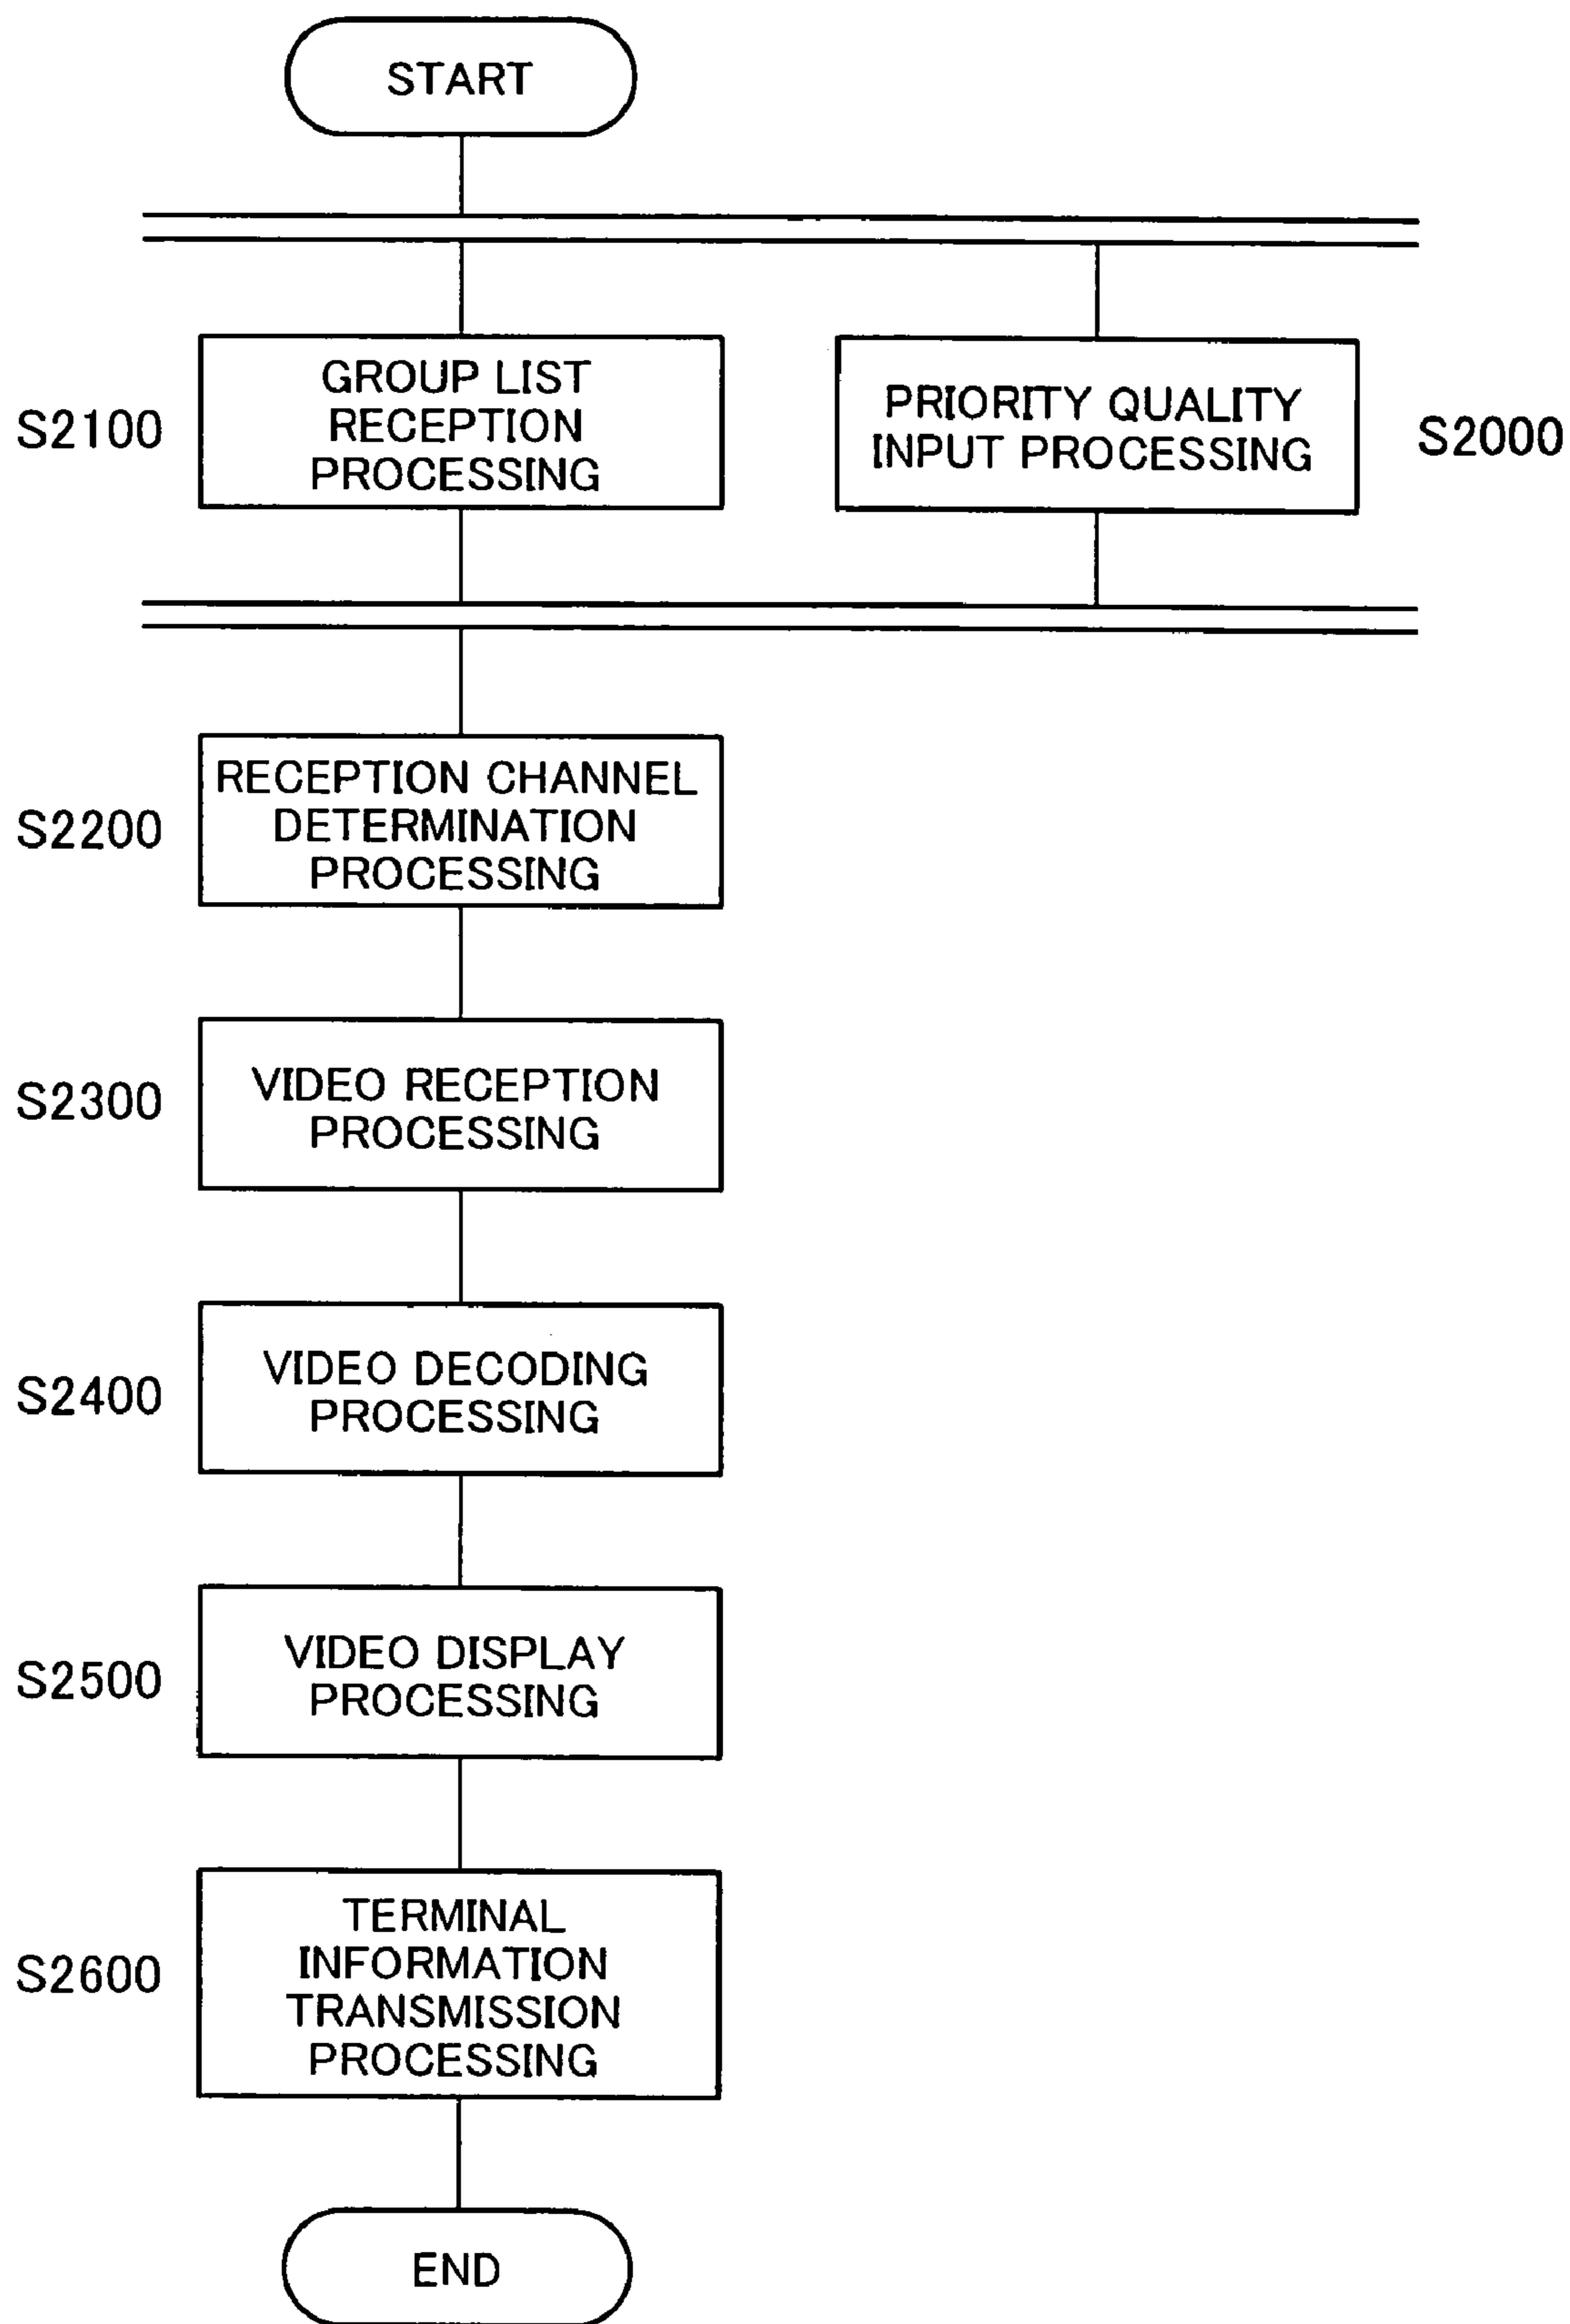 START
S2100
GROUP LIST
RECEPTION
PROCESSING
PRIORITY QUALITY
INPUT PROCESSING
S2000
S2200
RECEPTION CHANNEL
DETERMINATION
PROCESSING
S2300
VIDEO RECEPTION
PROCESSING
S2400
VIDEO DECODING
PROCESSING
S2500
VIDEO DISPLAY
PROCESSING
S2600
TERMINAL
INFORMATION
TRANSMISSION
PROCESSING
END